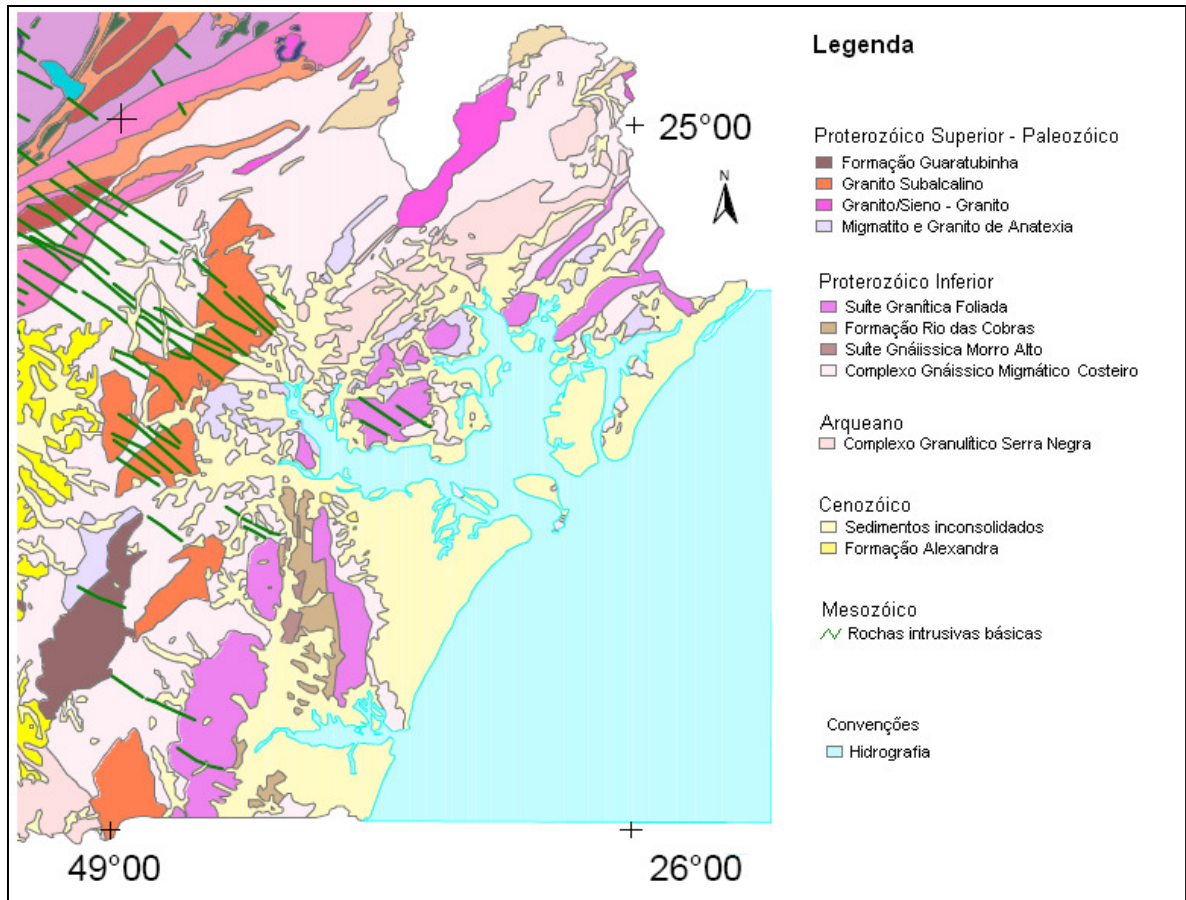 Legenda
Proterozóico Superior - Paleozóico
Formação Guaratubinha
Granito Subalcalino
Granito/Sieno - Granito
Migmatito e Granito de Anatexia
Proterozóico Inferior
Suíte Granítica Foliada
Formação Rio das Cobras
Suíte Gnáiissica Morro Alto
Complexo Gnáissico Migmático Costeiro
Arqueano
Complexo Granulítico Serra Negra
Cenozóico
Sedimentos inconsolidados
Formação Alexandra
Mesozóico
Rochas intrusivas básicas
Convenções
Hidrografia
25°00
N
49°00
26°00